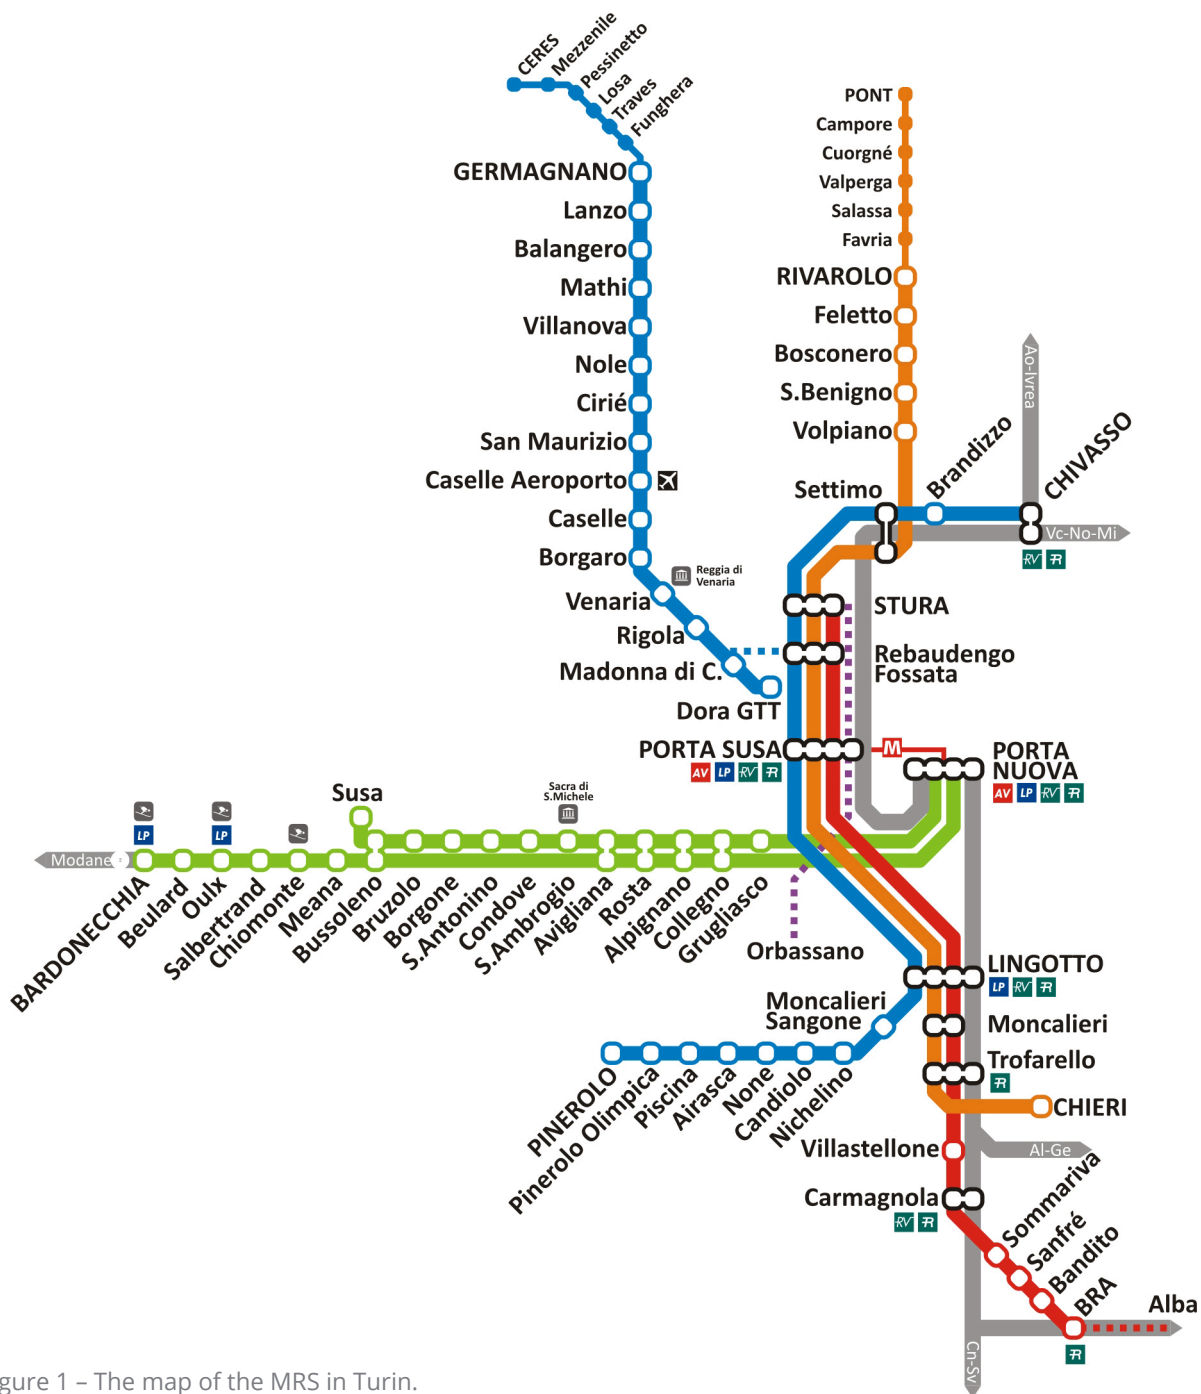 CERES
Mezzenile
Pessinetto
Losa
Traves
Funghera
GERMAGNANO
Lanzo
Balangero
Mathi
Villanova
Nole
Cirié
San Maurizio
Caselle Aeroporto
Caselle
Borgaro
Reggia di
Venaria
Venaria
Rigola
Madonna di C.
Dora GTT
PONT
Campore
Cuorgné
Valperga
Salassa
Favria
RIVAROLO
Feletto
Bosconero
S.Benigno
Volpiano
Settimo
Brandizzo
CHIVASSO
Ao-Ivrea
Vc-No-Mi
RV R
STURA
Rebaudengo
Fossata
PORTA SUSA
AV LP RV R
M
PORTA
NUOVA
AV LP RV R
Susa
Sacra di
S.Michele
LP
LP
Modane
BARDONECCHIA
Beulard
Oulx
Salbertrand
Chiomonte
Meana
Bussoleno
Bruzolo
Borgone
S.Antonino
Condove
S.Ambrogio
Avigliana
Rosta
Alpignano
Collegno
Grugliasco
Orbassano
LINGOTTO
LP RV R
Moncalieri
Sangone
Moncalieri
Trofarello
R
PINEROLO
Pinerolo Olimpica
Piscina
Airasca
None
Candiolo
Nichelino
CHIERI
Villastellone
Al-Ge
Carmagnola
RV R
Sommariva
Sanfré
Bandito
BRA
R
Alba
Cn-Sv
gure 1 – The map of the MRS in Turin.